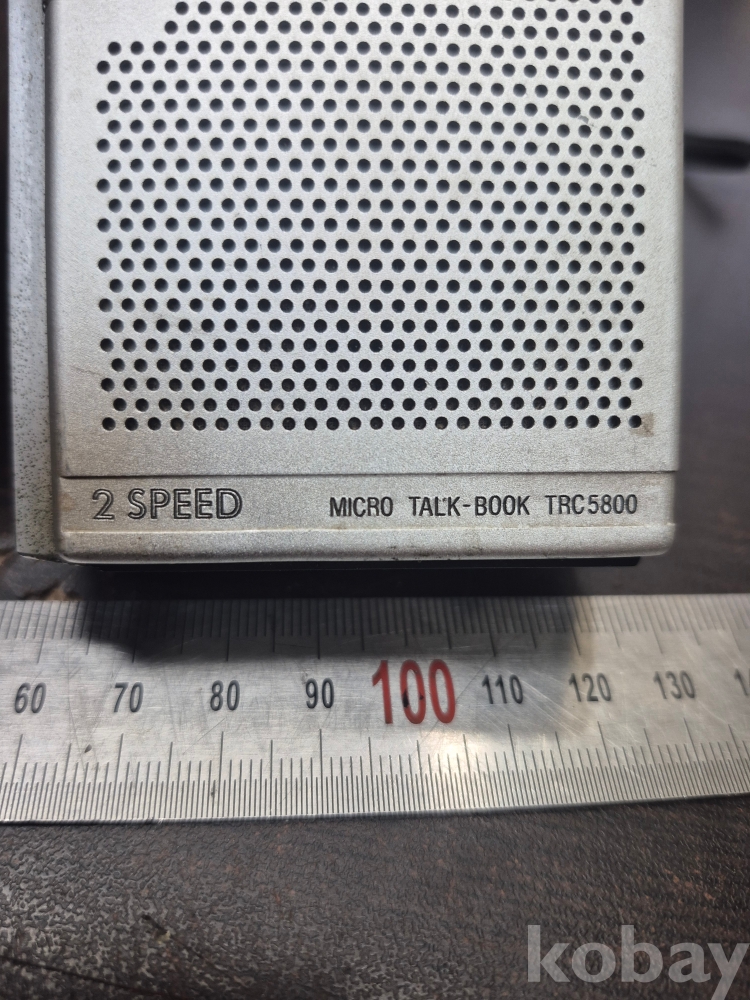 2 SPEED MICRO TALK-BOOK TRC5800
60 70 80 90 100 110 120 130
kobay